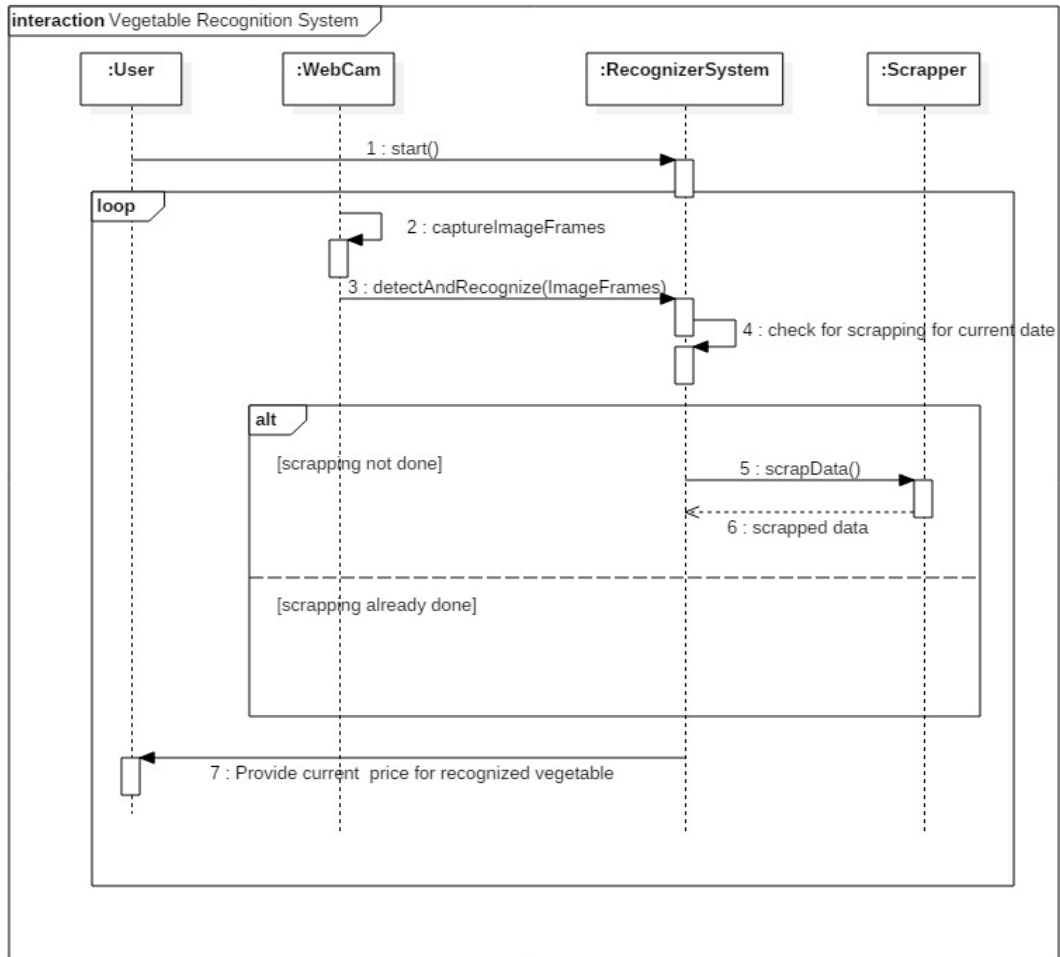 interaction Vegetable Recognition System
:User
:WebCam
:RecognizerSystem
:Scrapper
1 : start()
loop
2 : captureImageFrames
3 : detectAndRecognize(ImageFrames)
4 : check for scrapping for current date
alt
[scrapping not done]
5 : scrapData()
6 : scrapped data
[scrapping already done]
7 : Provide current price for recognized vegetable